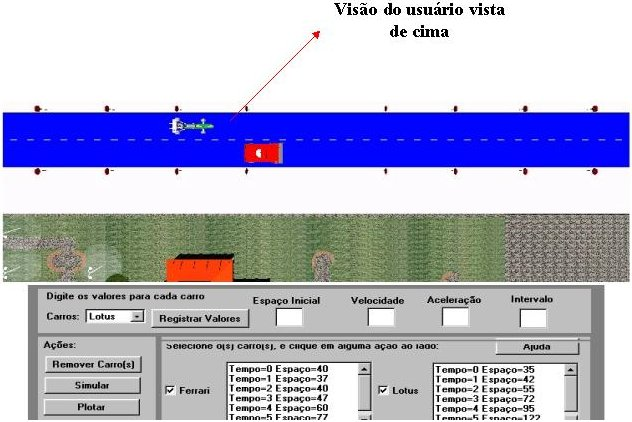 Visão do usuário vista
de cima
Digite os valores para cada carro
Espaço Inicial
Velocidade
Aceleração
Intervalo
Carros:
Lotus
Registrar Valores
Ações:
Selecione o(s) carro(s), e clique em alguma ação ao lado:
Ajuda
Remover Carro(s)
Simular
Plotar
Ferrari
Tempo=0 Espaço=40
Tempo=1 Espaço=37
Tempo=2 Espaço=40
Tempo=3 Espaço=47
Tempo=4 Espaço=60
Tempo=5 Espaço=77
Lotus
Tempo=0 Espaço=35
Tempo=1 Espaço=42
Tempo=2 Espaço=55
Tempo=3 Espaço=72
Tempo=4 Espaço=95
Tempo=5 Espaço=122